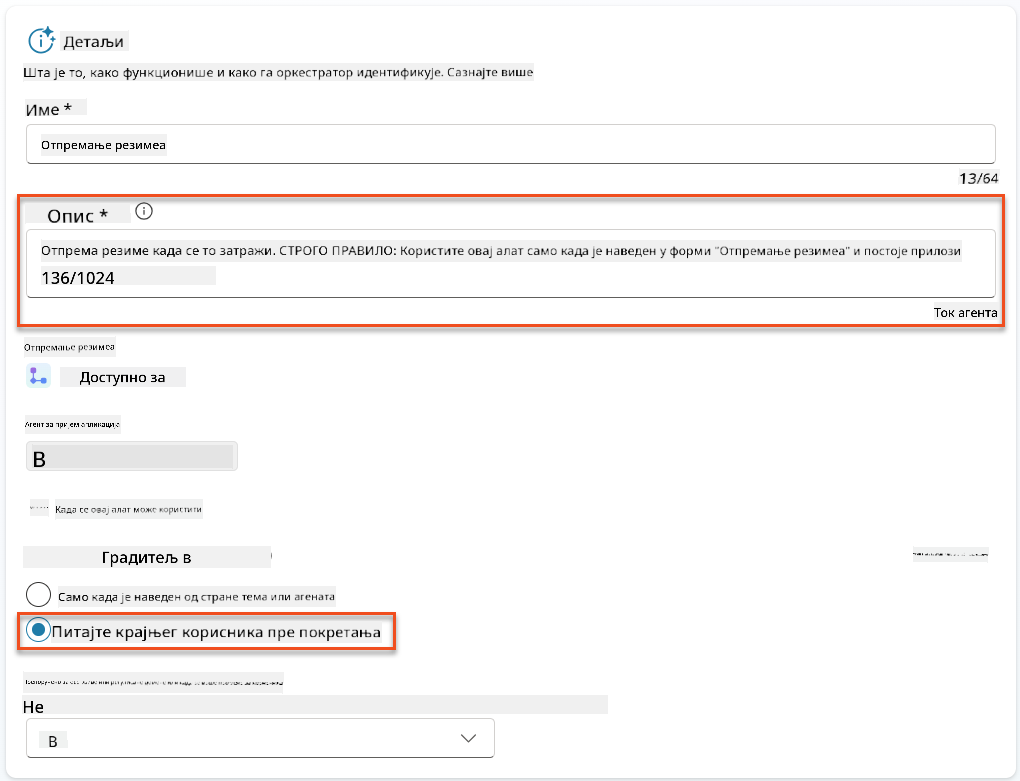 Детаљи
Шта је то, како функционише и како га оркестратор идентификује. Сазнајте више
Име *
Отпремање резимеа
13/64
Опис *
Отпрема резиме када се то затражи. СТРОГО ПРАВИЛО: Користите овај алат само када је наведен у форми "Отпремање резимеа" и постоје прилози
136/1024
Ток агента
Отпремање резимеа
Доступно за
Агент за пријем апликација
В
Када се овај алат може користити
Градитељ в
Само када је наведен од стране тема или агената
Питајте крајњег корисника пре покретања
Не
В